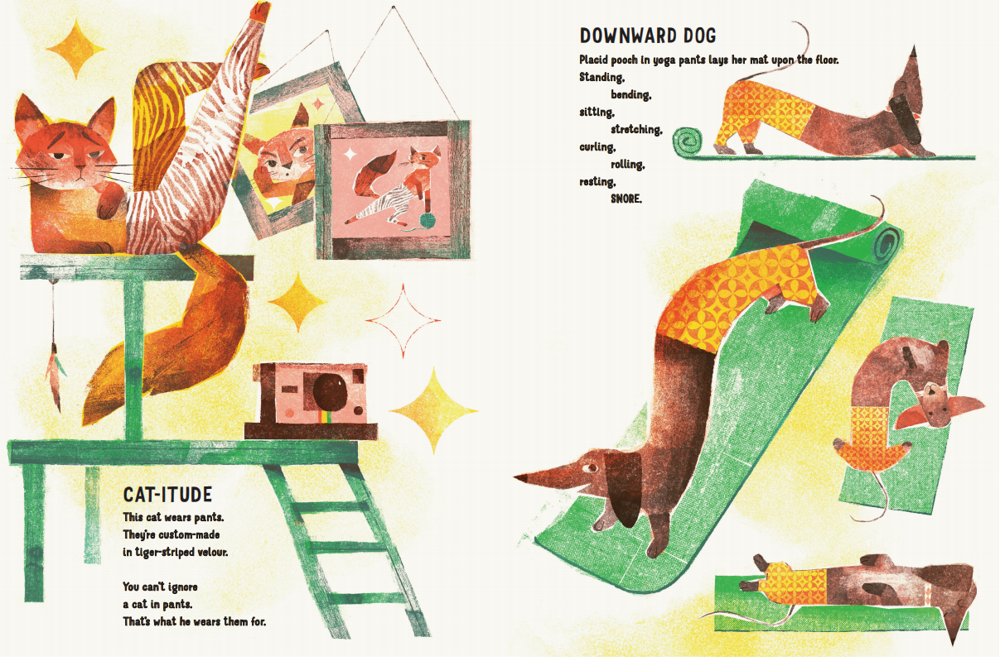 CAT-ITUDE
This cat wears pants.
They're custom-made
in tiger-striped velour.
You can't ignore
a cat in pants.
That's what he wears them for.
DOWNWARD DOG
Placid pooch in yoga pants lays her mat upon the floor.
Standing,
bending,
sitting,
stretching,
curling,
rolling,
resting,
SNORE.